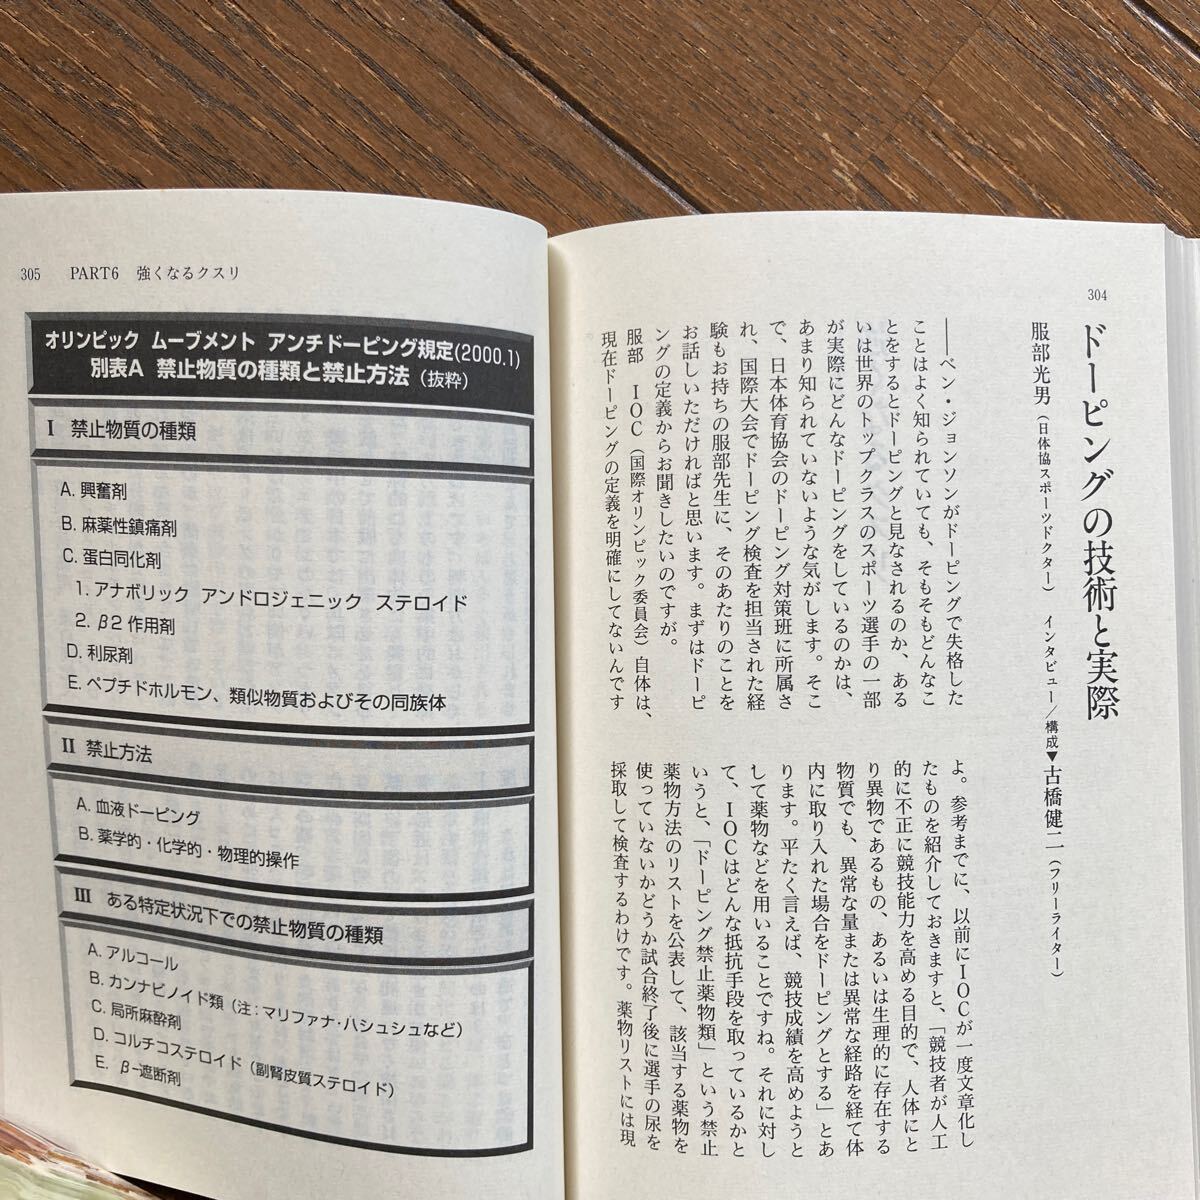 304
ドーピングの技術と実際
服部光男（日体協スポーツドクター） インタビュー／構成▼古橋健二（フリーライター）
――ベン・ジョンソンがドーピングで失格した
ことはよく知られていても、そもそもどんなこ
とをするとドーピングと見なされるのか、ある
いは世界のトップクラスのスポーツ選手の一部
が実際にどんなドーピングをしているのかは、
あまり知られていないような気がします。そこ
で、日本体育協会のドーピング対策班に所属さ
れ、国際大会でドーピング検査を担当された経
験もお持ちの服部先生に、そのあたりのことを
お話しいただければと思います。まずはドーピ
ングの定義からお聞きしたいのですが。
服部 ＩＯＣ（国際オリンピック委員会）自体は、
現在ドーピングの定義を明確にしてないんです
よ。参考までに、以前にＩＯＣが一度文章化し
たものを紹介しておきますと、「競技者が人工
的に不正に競技能力を高める目的で、人体にと
り異物であるもの、あるいは生理的に存在する
物質でも、異常な量または異常な経路を経て体
内に取り入れた場合をドーピングとする」とあ
ります。平たく言えば、競技成績を高めようと
して薬物などを用いることですね。それに対し
て、ＩＯＣはどんな抵抗手段を取っているかと
いうと、「ドーピング禁止薬物類」という禁止
薬物方法のリストを公表して、該当する薬物を
使っていないかどうか試合終了後に選手の尿を
採取して検査するわけです。薬物リストには現
305 PART6 強くなるクスリ
オリンピック ムーブメント アンチドーピング規定(2000.1)
別表A 禁止物質の種類と禁止方法（抜粋）
Ⅰ 禁止物質の種類
A. 興奮剤
B. 麻薬性鎮痛剤
C. 蛋白同化剤
1. アナボリック アンドロジェニック ステロイド
2. β2 作用剤
D. 利尿剤
E. ペプチドホルモン、類似物質およびその同族体
Ⅱ 禁止方法
A. 血液ドーピング
B. 薬学的・化学的・物理的操作
Ⅲ ある特定状況下での禁止物質の種類
A. アルコール
B. カンナビノイド類（注：マリファナ・ハシュシュなど）
C. 局所麻酔剤
D. コルチコステロイド（副腎皮質ステロイド）
E. β−遮断剤